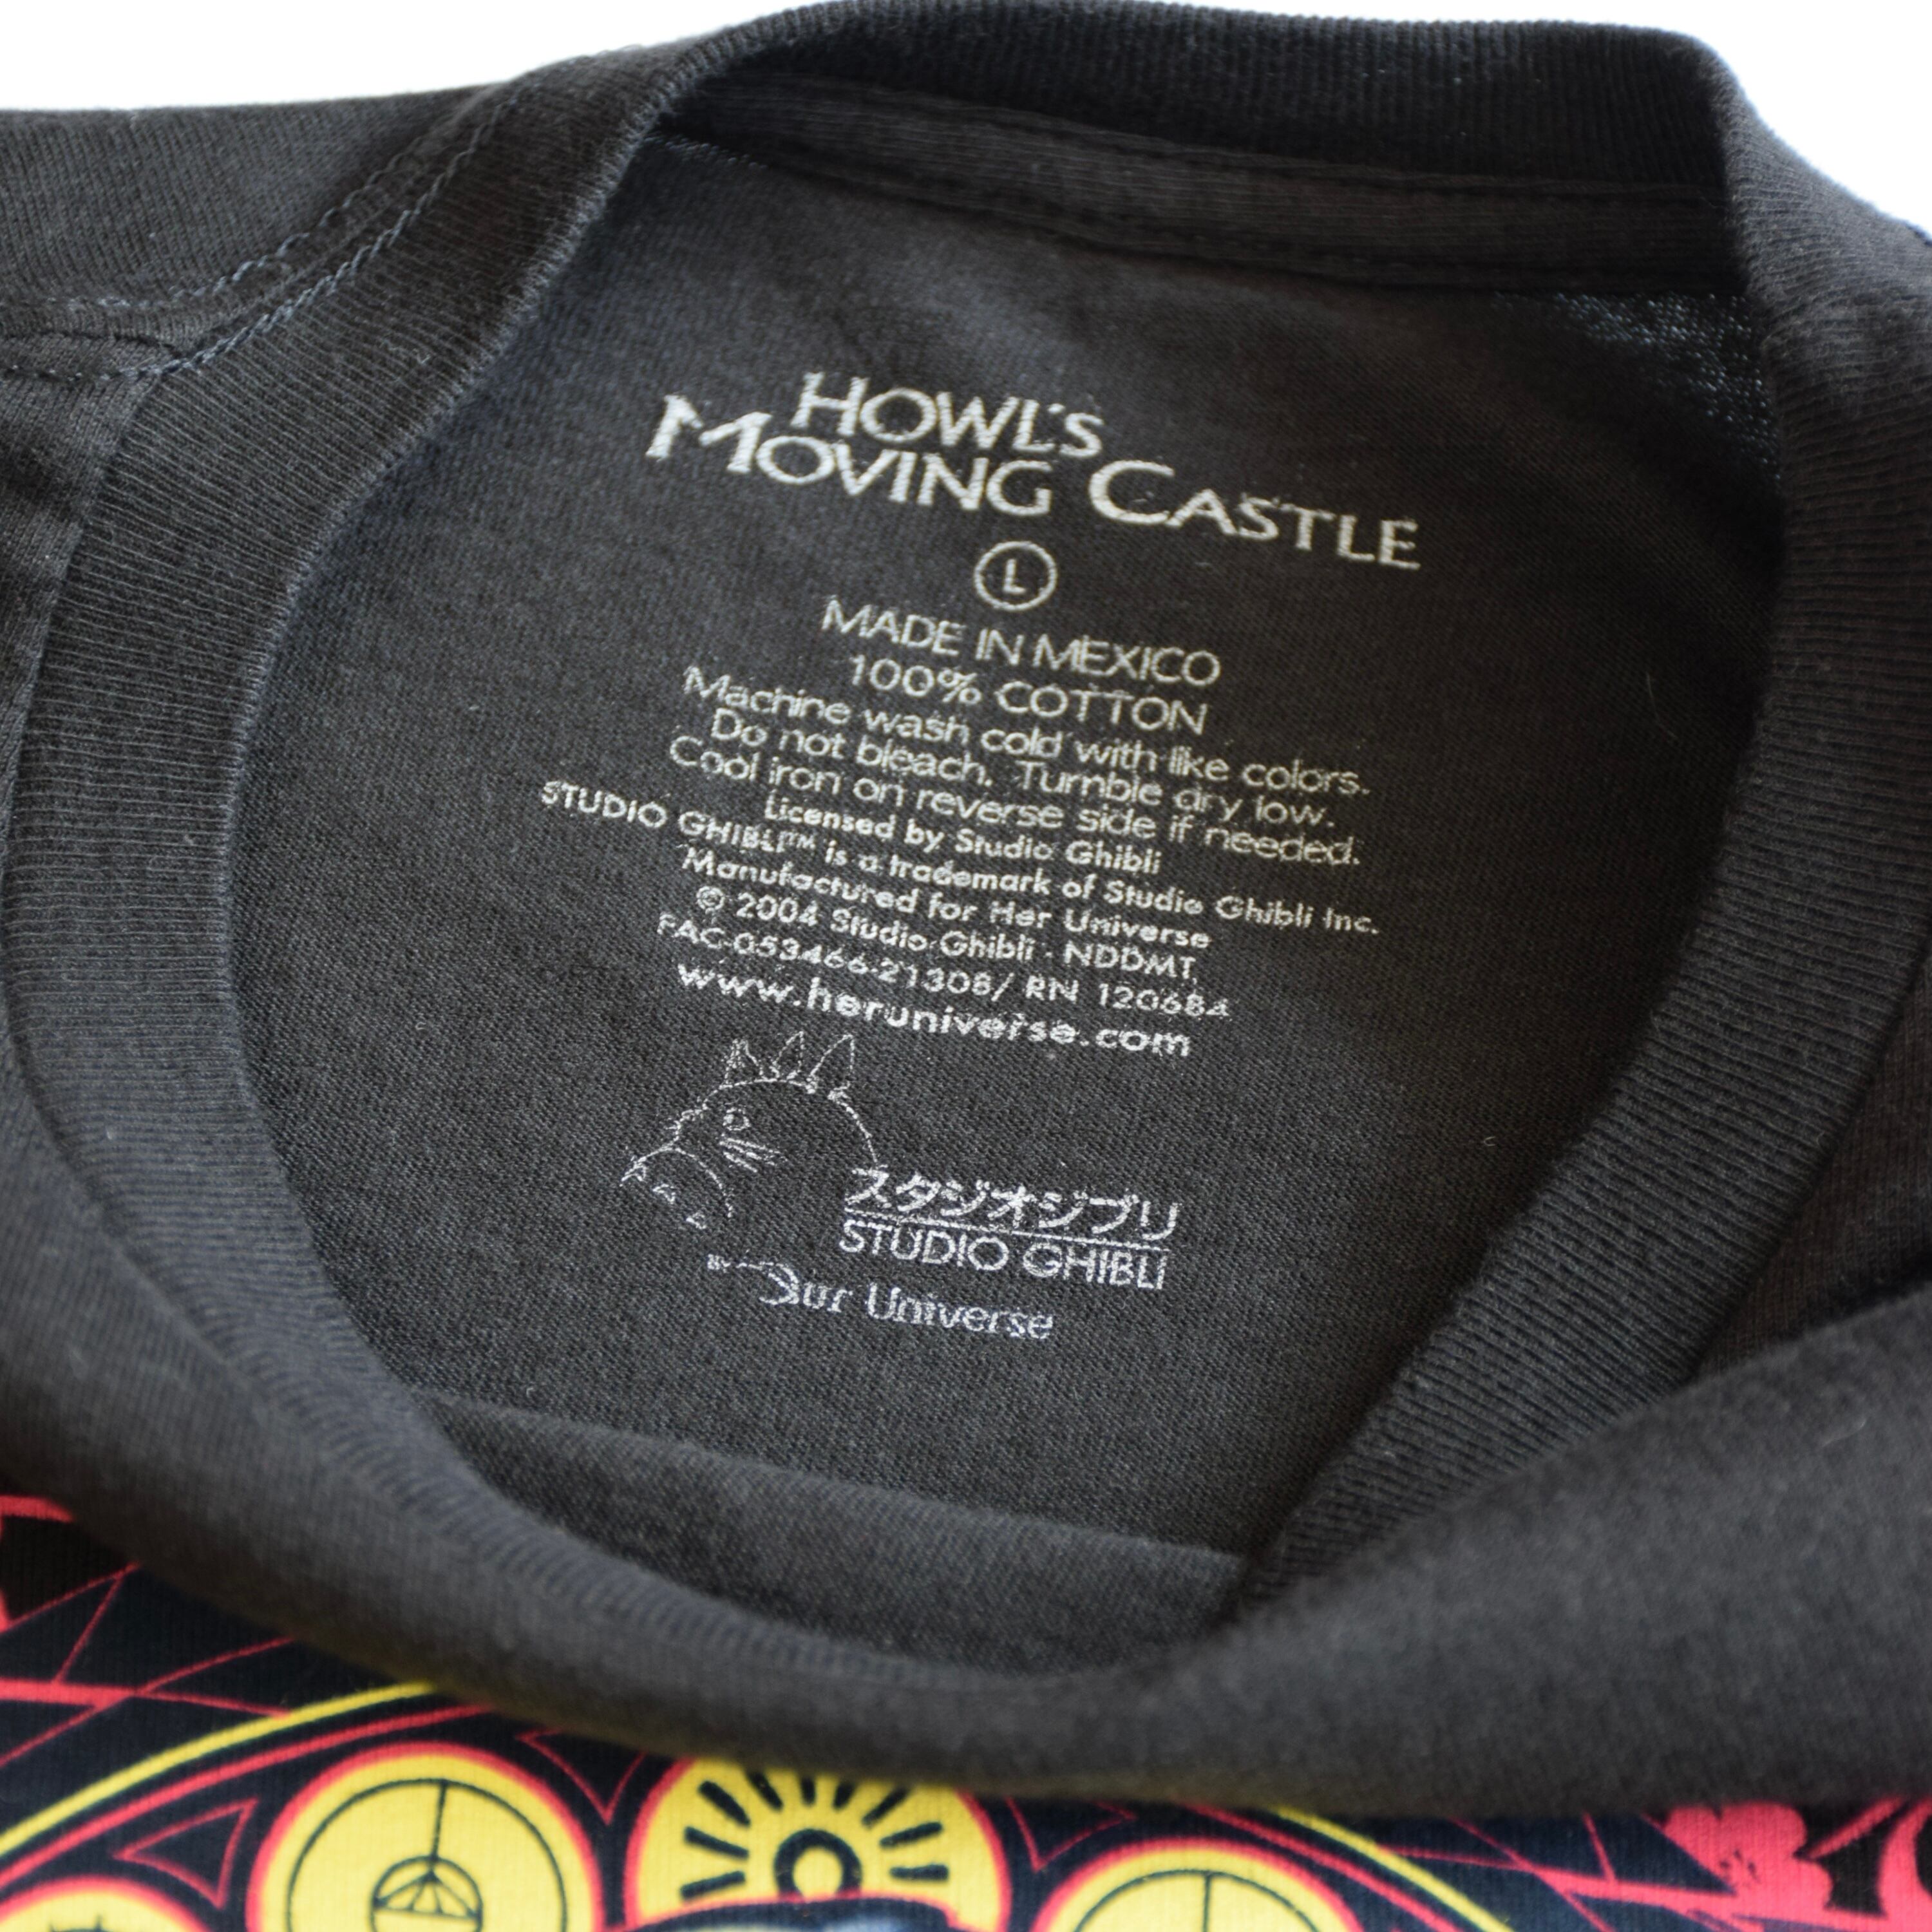 HOWL'S
MOVING CASTLE
L
MADE IN MEXICO
100% COTTON
Machine wash cold with like colors.
Do not bleach. Tumble dry low.
Cool iron on reverse side if needed.
Licensed by Studio Ghibli
STUDIO GHIBLI™ is a trademark of Studio Ghibli Inc.
Manufactured for Her Universe
© 2004 Studio Ghibli - NDDMT
FAC-053466-21308/ RN 120684
www.heruniverse.com
スタジオジブリ
STUDIO GHIBLI
Our Universe